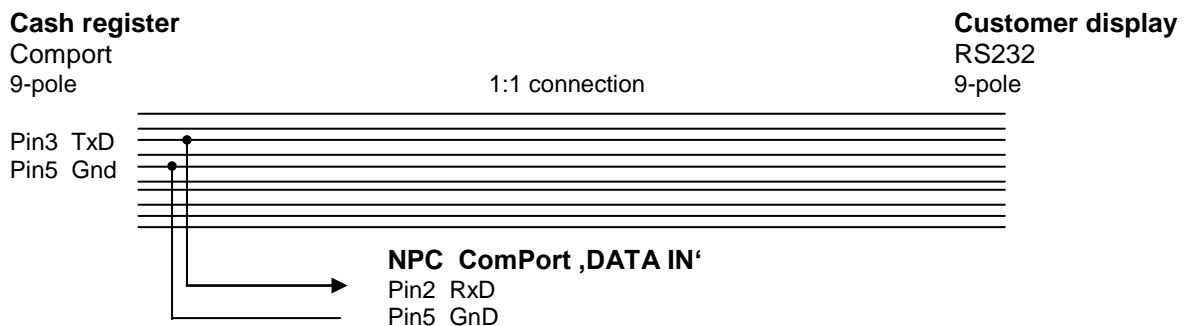 Cash register
Customer display
Comport
RS232
9-pole
1:1 connection
9-pole
Pin3 TxD
Pin5 Gnd
NPC ComPort ‚DATA IN‘
Pin2 RxD
Pin5 GnD